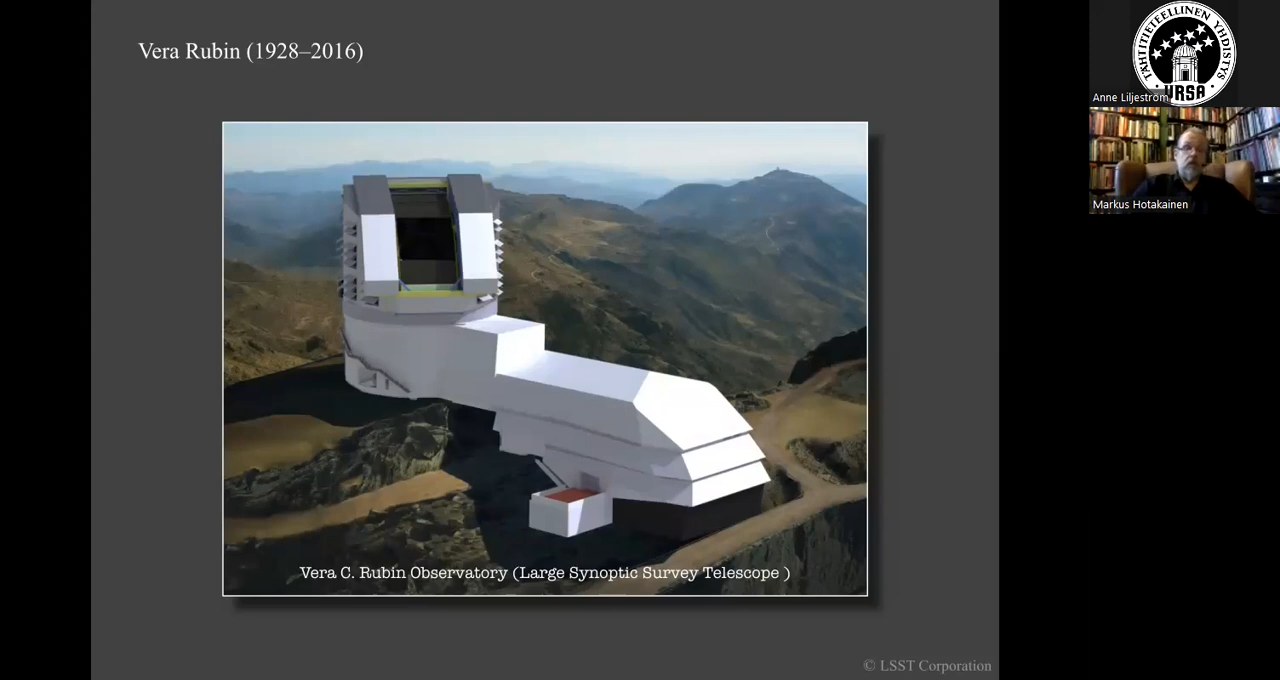 Vera Rubin (1928–2016)
TÄHTITIETEELLINEN YHDISTYS
URSA
Anne Liljeström
Markus Hotakainen
Vera C. Rubin Observatory (Large Synoptic Survey Telescope )
© LSST Corporation